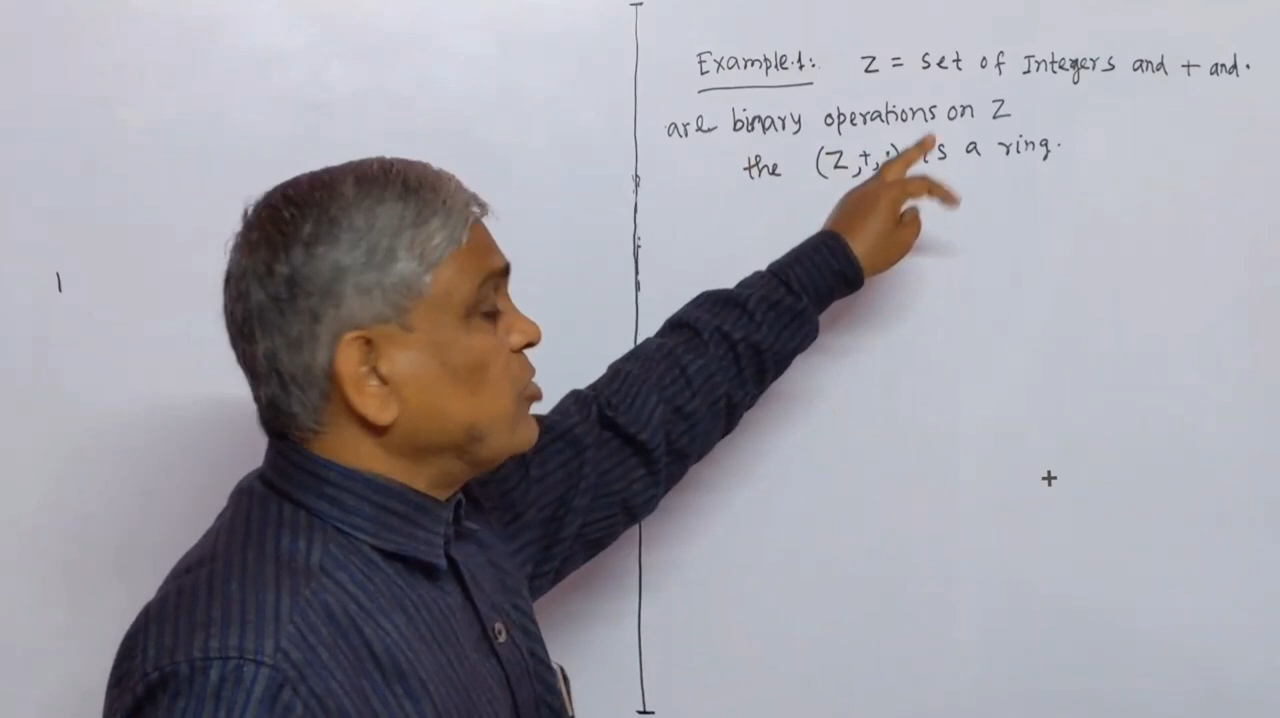 Example.1: Z = set of Integers and + and .
are binary operations on Z
the (Z,+,.) is a ring.